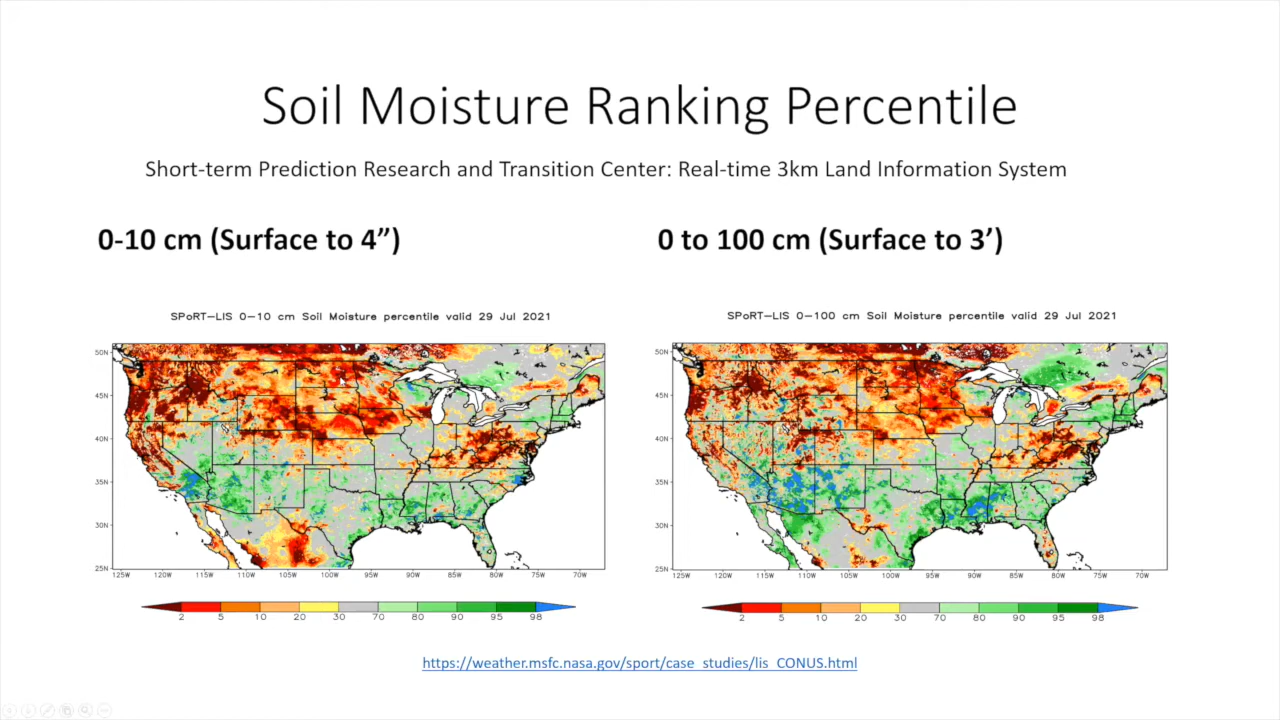 Soil Moisture Ranking Percentile
Short-term Prediction Research and Transition Center: Real-time 3km Land Information System
0-10 cm (Surface to 4”)
0 to 100 cm (Surface to 3’)
SPoRT-LIS 0-10 cm Soil Moisture percentile valid 29 Jul 2021
50N
45N
40N
35N
30N
25N
125W 120W 115W 110W 105W 100W 95W 90W 85W 80W 75W 70W
2 5 10 20 30 70 80 90 95 98
SPoRT-LIS 0-100 cm Soil Moisture percentile valid 29 Jul 2021
50N
45N
40N
35N
30N
25N
125W 120W 115W 110W 105W 100W 95W 90W 85W 80W 75W 70W
2 5 10 20 30 70 80 90 95 98
https://weather.msfc.nasa.gov/sport/case_studies/lis_CONUS.html